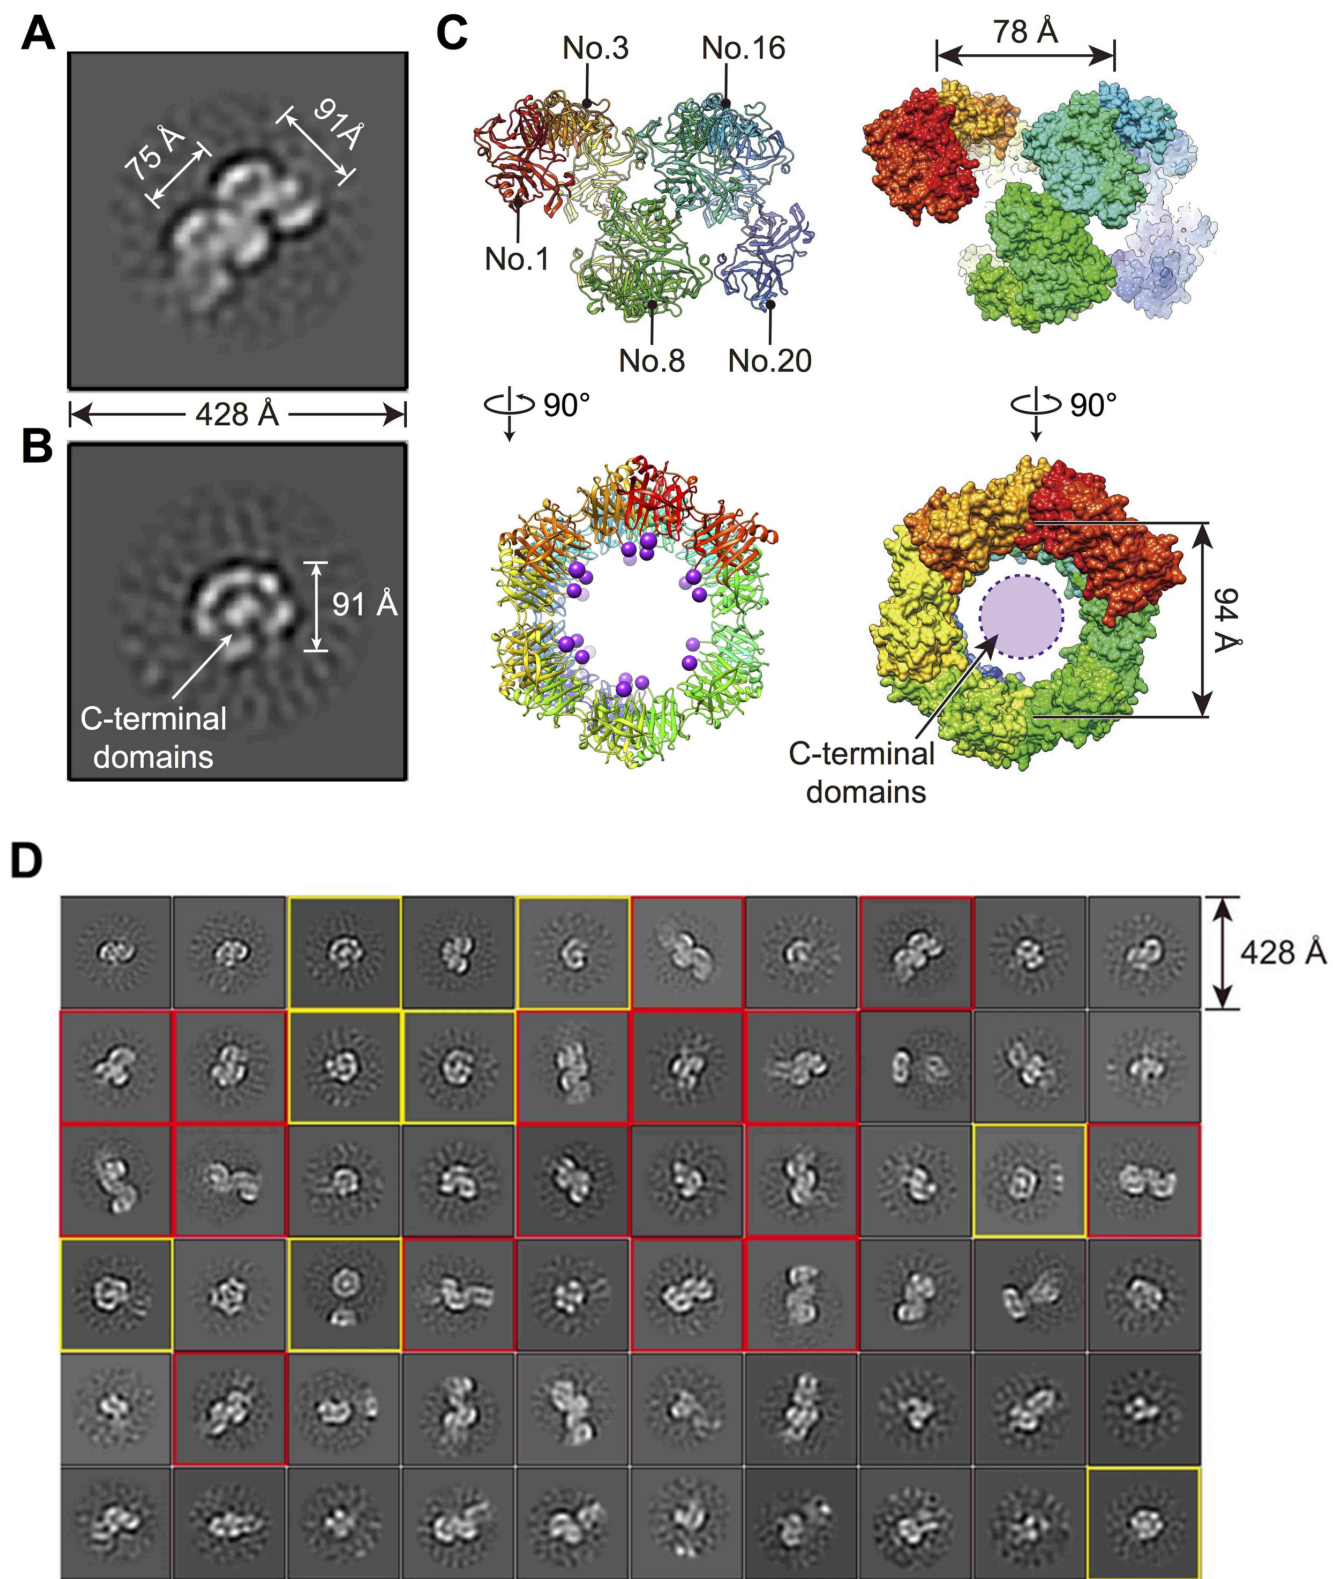 A
75 Å
91Å
428 Å
B
91 Å
C-terminal
domains
C
No.3
No.16
78 Å
No.1
No.8
No.20
90°
90°
94 Å
C-terminal
domains
D
428 Å